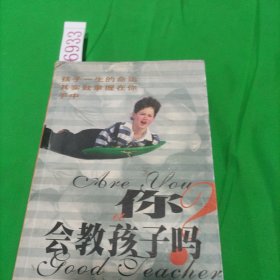 6933
孩子一生的命运
其实就掌握在你
手中
Are You
你?
会教孩子吗
Good Teacher